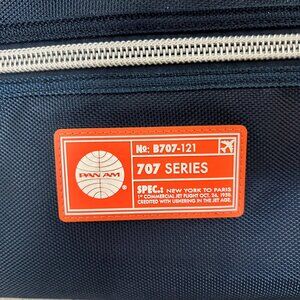 No: B707-121
707 SERIES
PAN AM
®
SPEC.: NEW YORK TO PARIS
1ST COMMERCIAL JET FLIGHT OCT. 26, 1958.
CREDITED WITH USHERING IN THE JET AGE.